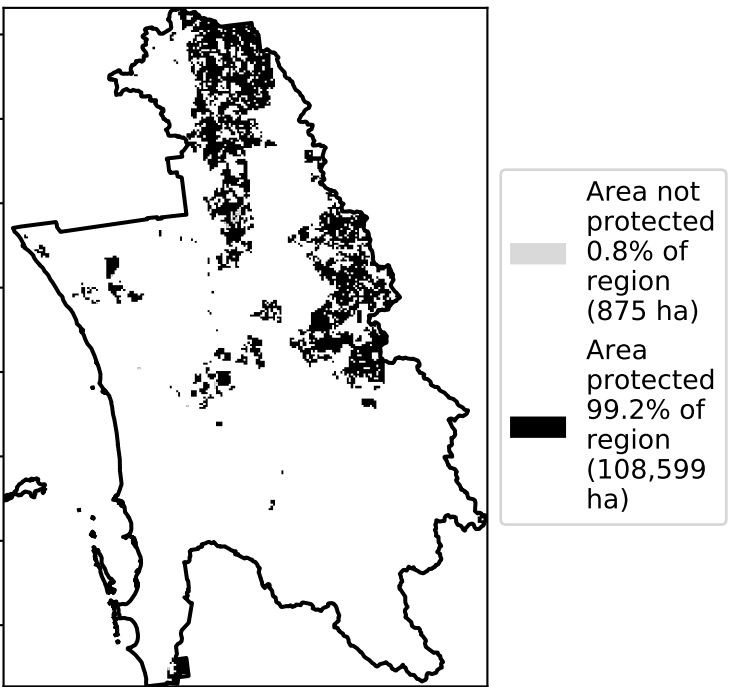 Area not
protected
0.8% of
region
(875 ha)
Area
protected
99.2% of
region
(108,599
ha)